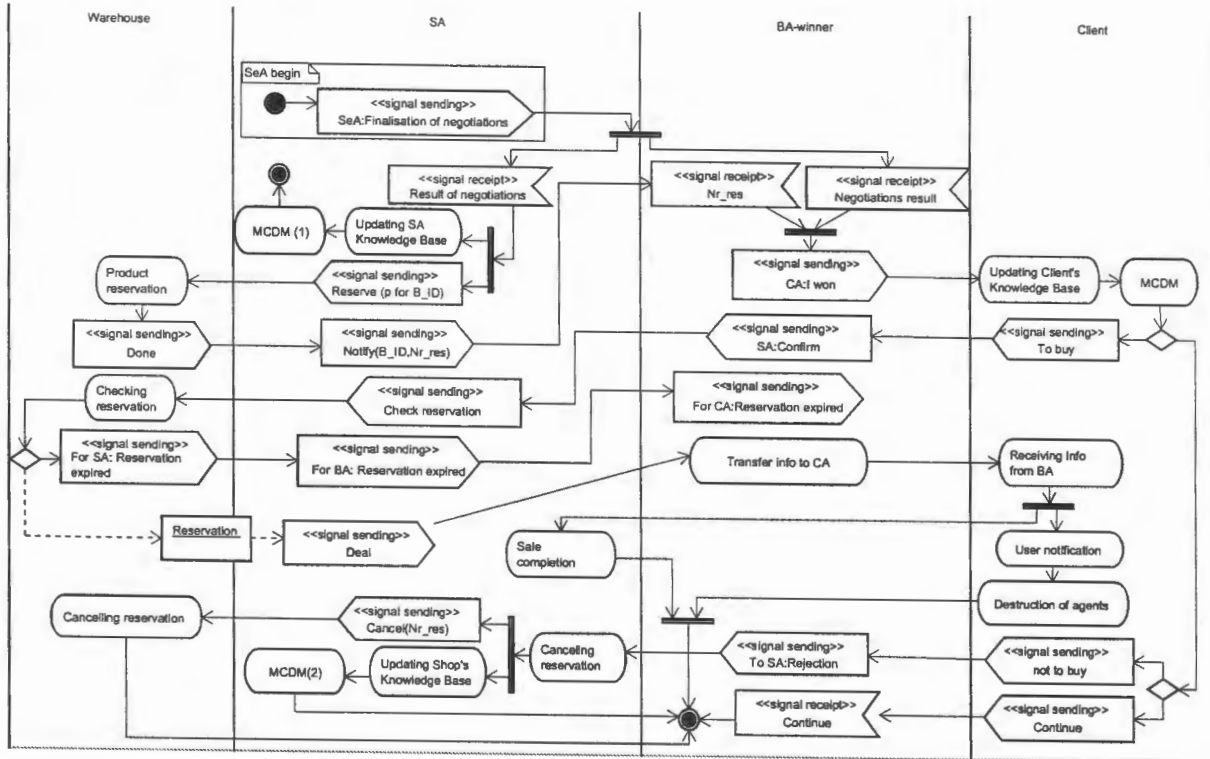 Warehouse
SA
BA-winner
Client
SeA begin
<<signal sending>>
SeA:Finalisation of negotiations
<<signal receipt>>
Result of negotiations
<<signal receipt>>
Nr_res
<<signal receipt>>
Negotiations result
MCDM (1)
Updating SA
Knowledge Base
Product
reservation
<<signal sending>>
Reserve (p for B_ID)
<<signal sending>>
CA:I won
Updating Client's
Knowledge Base
MCDM
<<signal sending>>
Done
<<signal sending>>
Notify(B_ID,Nr_res)
<<signal sending>>
SA:Confirm
<<signal sending>>
To buy
Checking
reservation
<<signal sending>>
Check reservation
<<signal sending>>
For CA:Reservation expired
<<signal sending>>
For SA: Reservation
expired
<<signal sending>>
For BA: Reservation expired
Transfer info to CA
Receiving Info
from BA
Reservation
<<signal sending>>
Deal
Sale
completion
User notification
Destruction of agents
Cancelling reservation
<<signal sending>>
Cancel(Nr_res)
Canceling
reservation
<<signal sending>>
To SA:Rejection
<<signal sending>>
not to buy
MCDM(2)
Updating Shop's
Knowledge Base
<<signal receipt>>
Continue
<<signal sending>>
Continue